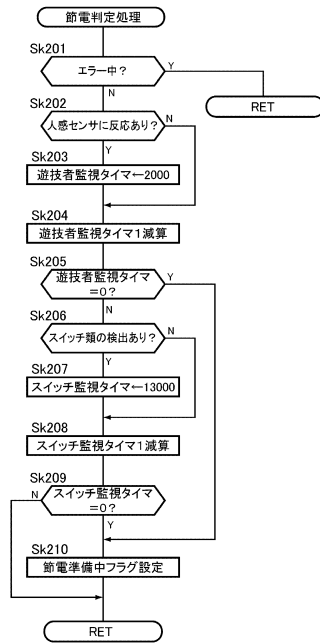 節電判定処理
Sk201
エラー中?
Y
N
RET
Sk202
人感センサに反応あり?
N
Y
Sk203
遊技者監視タイマ←2000
Sk204
遊技者監視タイマ1減算
Sk205
遊技者監視タイマ
=0?
Y
N
Sk206
スイッチ類の検出あり?
N
Y
Sk207
スイッチ監視タイマ←13000
Sk208
スイッチ監視タイマ1減算
Sk209
スイッチ監視タイマ
=0?
N
Y
Sk210
節電準備中フラグ設定
RET